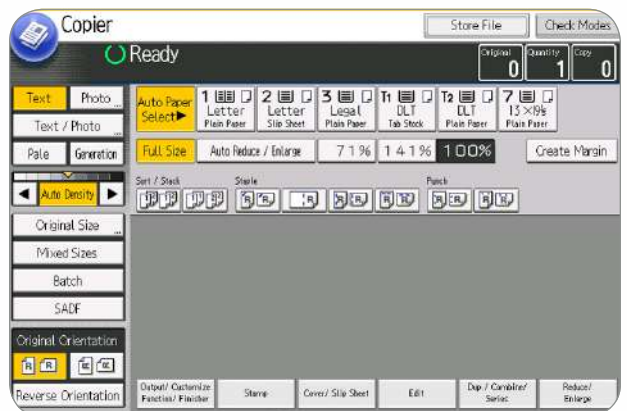 Copier
Store File
Check Modes
Ready
Original
Quantity
Copy
0
1
0
Text
Photo
Text / Photo
Pale
Generation
Auto Density
Original Size
Mixed Sizes
Batch
SADF
Original Orientation
R
R
Reverse Orientation
Auto Paper
Select▶
1
Letter
Plain Paper
2
Letter
Slip Sheet
3
Legal
Plain Paper
T1
DLT
Tab Stock
T2
DLT
Plain Paper
7
13×19½
Plain Paper
Full Size
Auto Reduce / Enlarge
71%
141%
100%
Create Margin
Sort / Stack
Staple
Punch
Output/ Customize
Function/ Finisher
Stamp
Cover/ Slip Sheet
Edit
Dup./ Combine/
Series
Reduce/
Enlarge